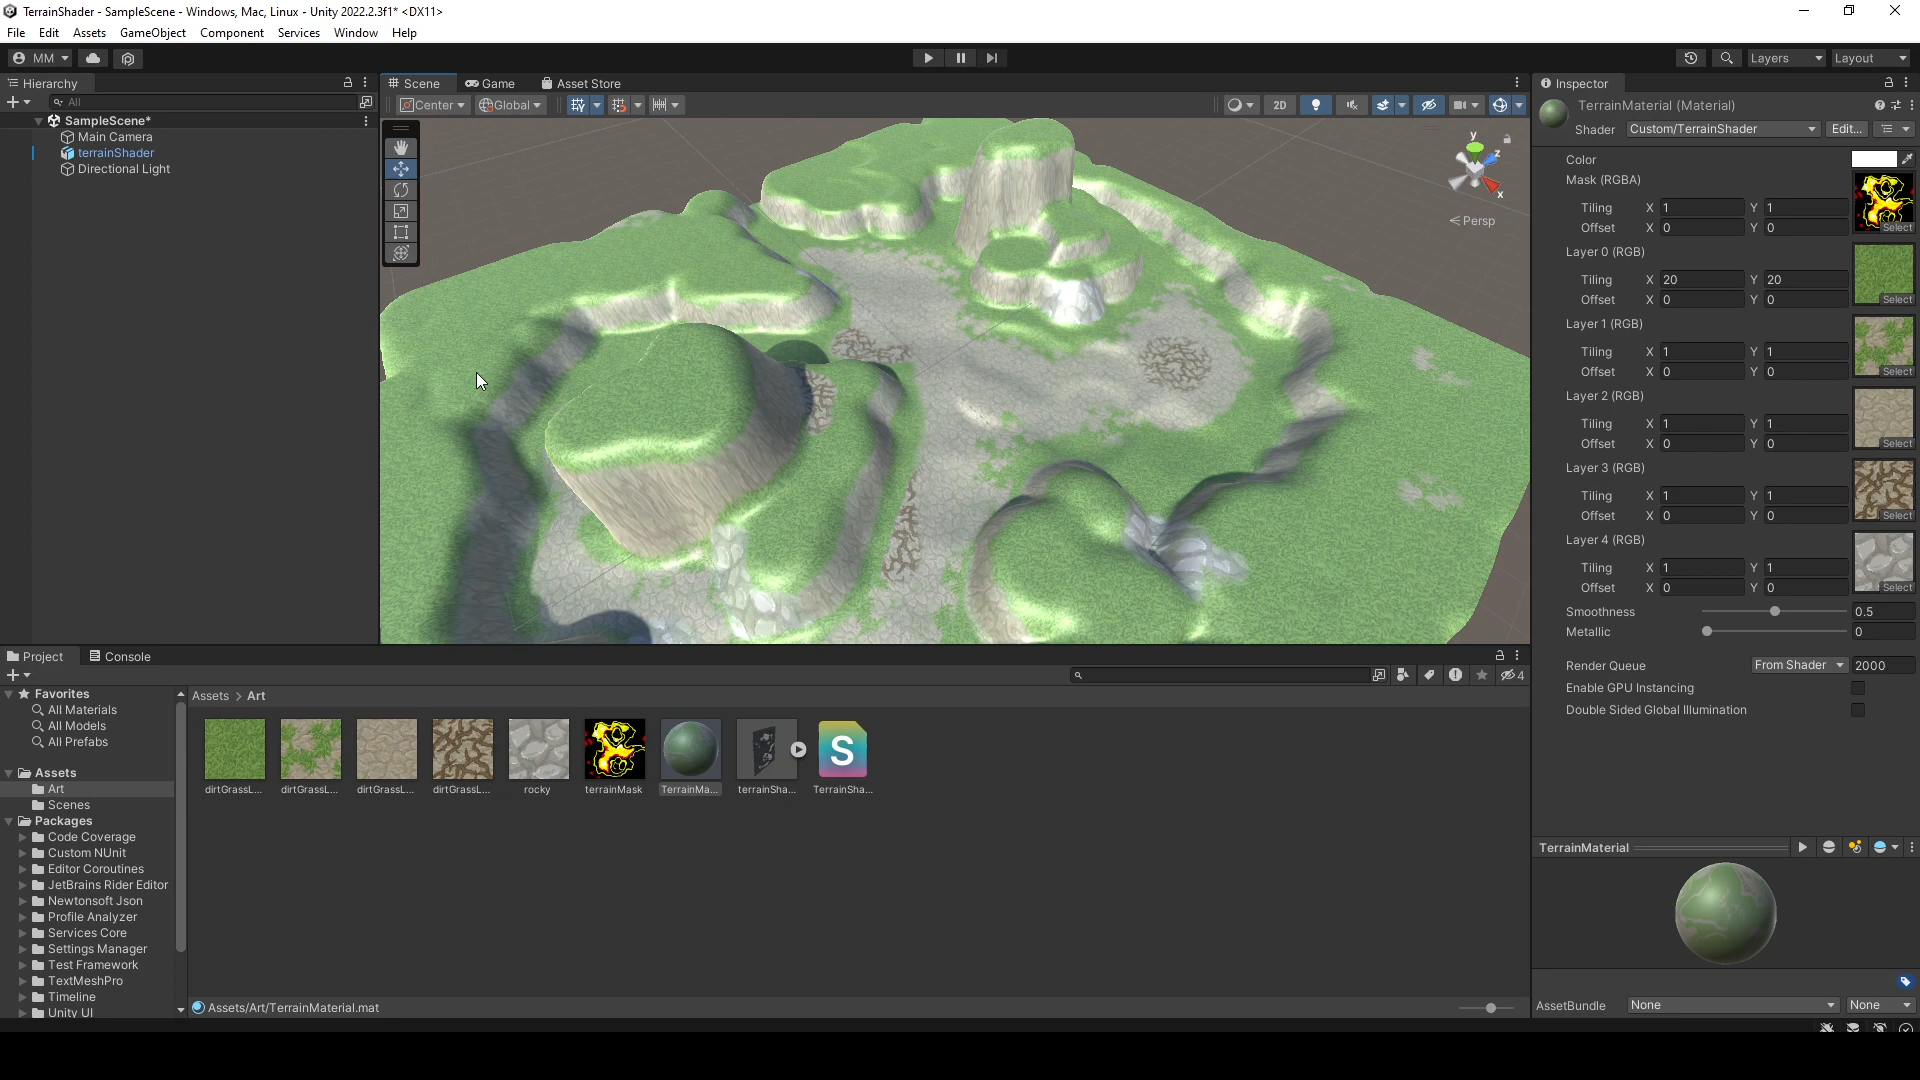 TerrainShader - SampleScene - Windows, Mac, Linux - Unity 2022.2.3f1* <DX11>
File Edit Assets GameObject Component Services Window Help
MM Layers Layout
Hierarchy
All
SampleScene*
Main Camera
terrainShader
Directional Light
Scene Game Asset Store
Center Global 2D
y
z
x
Persp
Inspector
TerrainMaterial (Material)
Shader Custom/TerrainShader Edit...
Color
Mask (RGBA)
Tiling X 1 Y 1
Offset X 0 Y 0 Select
Layer 0 (RGB)
Tiling X 20 Y 20
Offset X 0 Y 0 Select
Layer 1 (RGB)
Tiling X 1 Y 1
Offset X 0 Y 0 Select
Layer 2 (RGB)
Tiling X 1 Y 1
Offset X 0 Y 0 Select
Layer 3 (RGB)
Tiling X 1 Y 1
Offset X 0 Y 0 Select
Layer 4 (RGB)
Tiling X 1 Y 1
Offset X 0 Y 0 Select
Smoothness 0.5
Metallic 0
Render Queue From Shader 2000
Enable GPU Instancing
Double Sided Global Illumination
TerrainMaterial
AssetBundle None None
Project Console
4
Favorites
All Materials
All Models
All Prefabs
Assets
Art
Scenes
Packages
Code Coverage
Custom NUnit
Editor Coroutines
JetBrains Rider Editor
Newtonsoft Json
Profile Analyzer
Services Core
Settings Manager
Test Framework
TextMeshPro
Timeline
Unity UI
Assets > Art
S
dirtGrassL... dirtGrassL... dirtGrassL... dirtGrassL... rocky terrainMask TerrainMa... terrainSha... TerrainSha...
Assets/Art/TerrainMaterial.mat